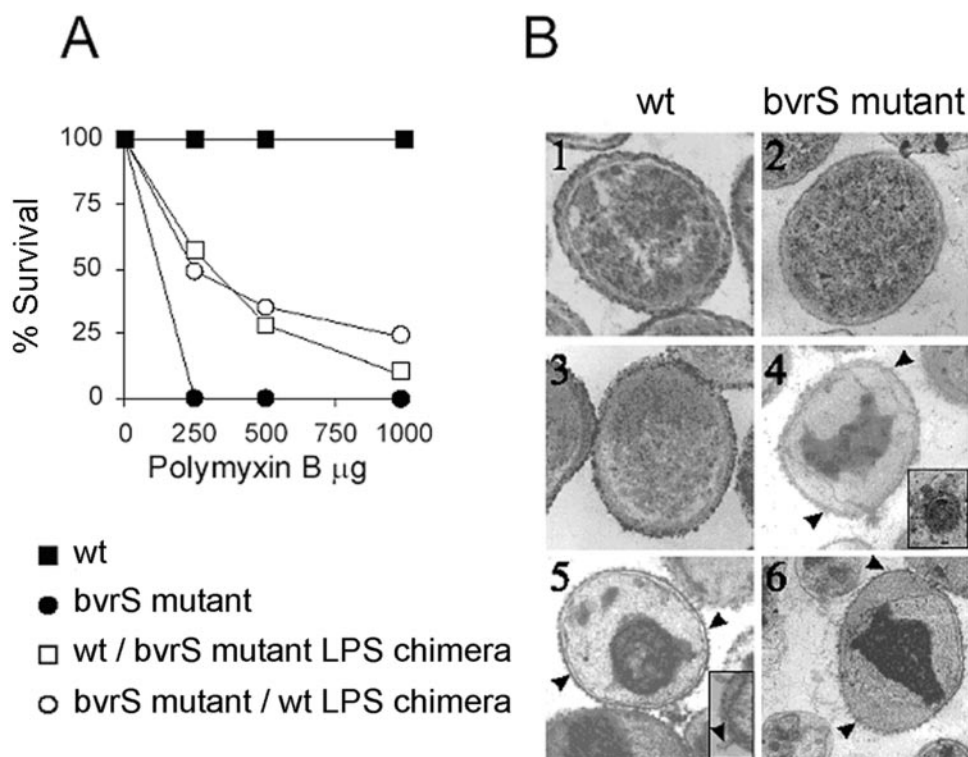 A
B
wt
bvrS mutant
% Survival
100
75
50
25
0
0
250
500
750
1000
Polymyxin B μg
wt
bvrS mutant
wt / bvrS mutant LPS chimera
bvrS mutant / wt LPS chimera
1
2
3
4
5
6